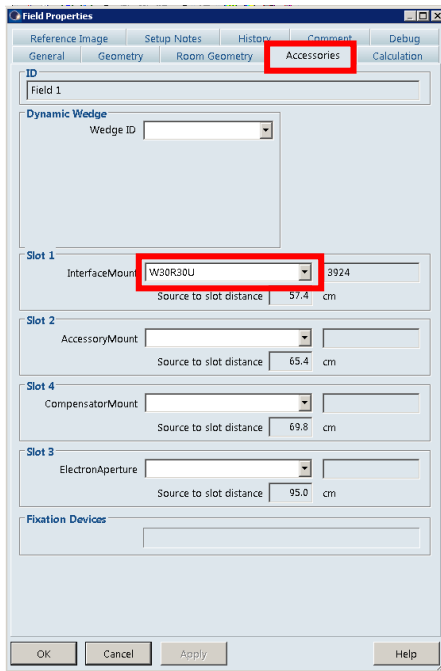 Field Properties
Reference Image Setup Notes History Comment Debug
General Geometry Room Geometry Accessories Calculation
ID
Field 1
Dynamic Wedge
Wedge ID
Slot 1
InterfaceMount W30R30U 3924
Source to slot distance 57.4 cm
Slot 2
AccessoryMount
Source to slot distance 65.4 cm
Slot 4
CompensatorMount
Source to slot distance 69.8 cm
Slot 3
ElectronAperture
Source to slot distance 95.0 cm
Fixation Devices
OK Cancel Apply Help